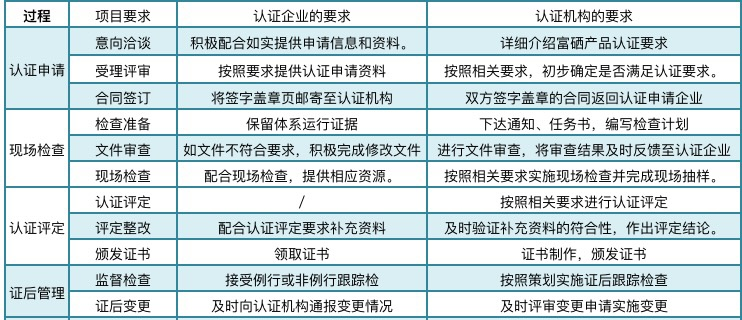 过程 项目要求 认证企业的要求 认证机构的要求
认证申请
意向洽谈 积极配合如实提供申请信息和资料。 详细介绍富硒产品认证要求
受理评审 按照要求提供认证申请资料 按照相关要求，初步确定是否满足认证要求。
合同签订 将签字盖章页邮寄至认证机构 双方签字盖章的合同返回认证申请企业
现场检查
检查准备 保留体系运行证据 下达通知、任务书，编写检查计划
文件审查 如文件不符合要求，积极完成修改文件 进行文件审查，将审查结果及时反馈至认证企业
现场检查 配合现场检查，提供相应资源。 按照相关要求实施现场检查并完成现场抽样。
认证评定
认证评定 / 按照相关要求进行认证评定
评定整改 配合认证评定要求补充资料 及时验证补充资料的符合性，作出评定结论。
颁发证书 领取证书 证书制作，颁发证书
证后管理
监督检查 接受例行或非例行跟踪检 按照策划实施证后跟踪检查
证后变更 及时向认证机构通报变更情况 及时评审变更申请实施变更